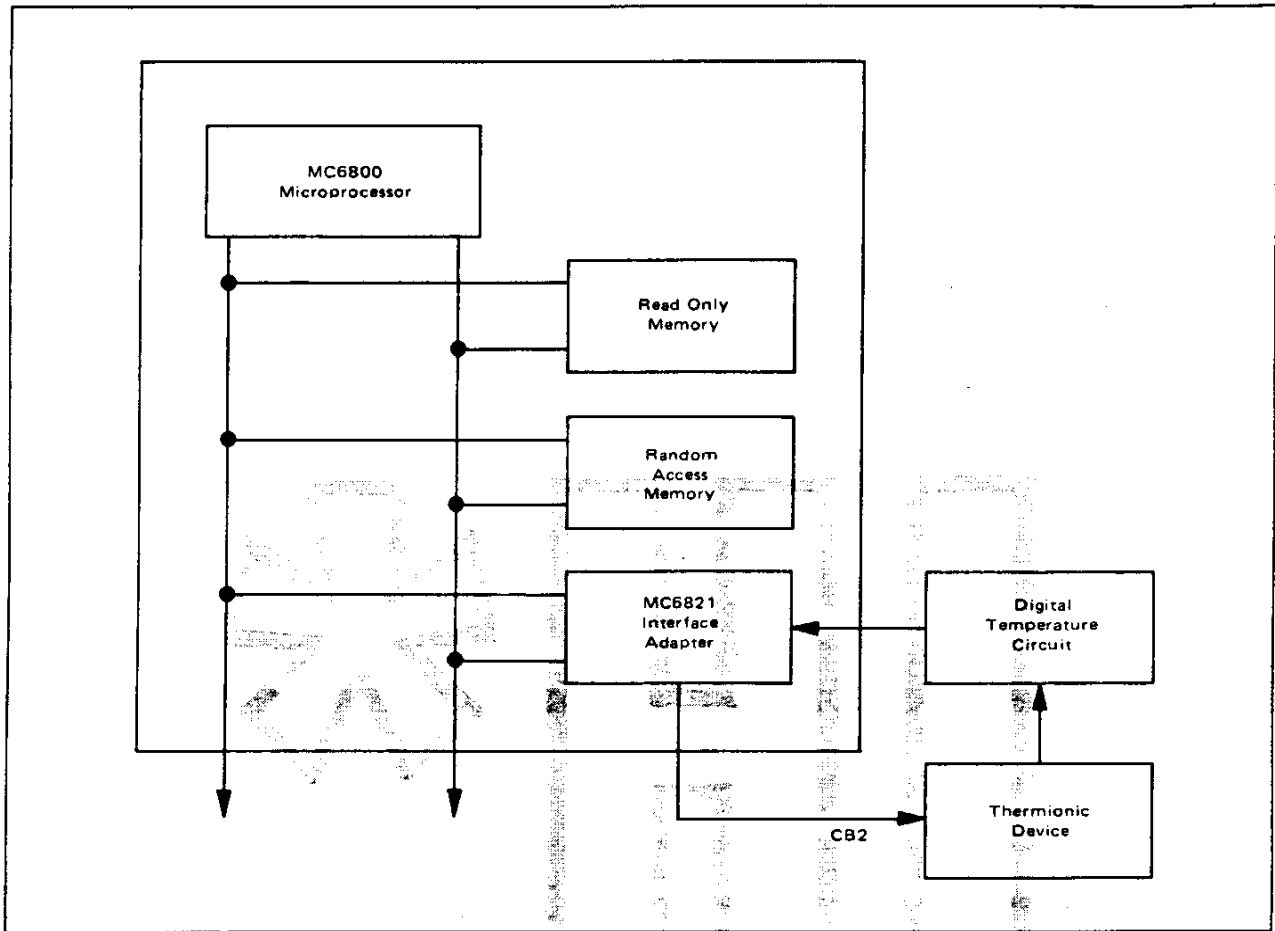 MC6800
Microprocessor
Read Only
Memory
Random
Access
Memory
MC6821
Interface
Adapter
Digital
Temperature
Circuit
CB2
Thermionic
Device